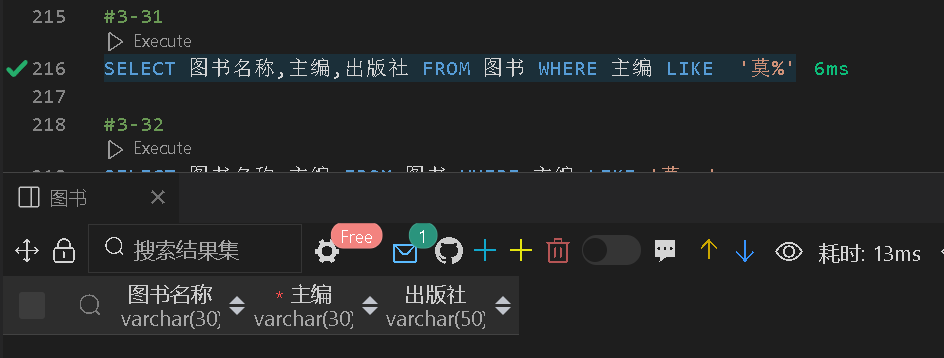 215 #3-31
Execute
216 SELECT 图书名称,主编,出版社 FROM 图书 WHERE 主编 LIKE '莫%' 6ms
217
218 #3-32
Execute
图书
Free 1
搜索结果集 耗时: 13ms
图书名称 * 主编 出版社
varchar(30) varchar(30) varchar(50)